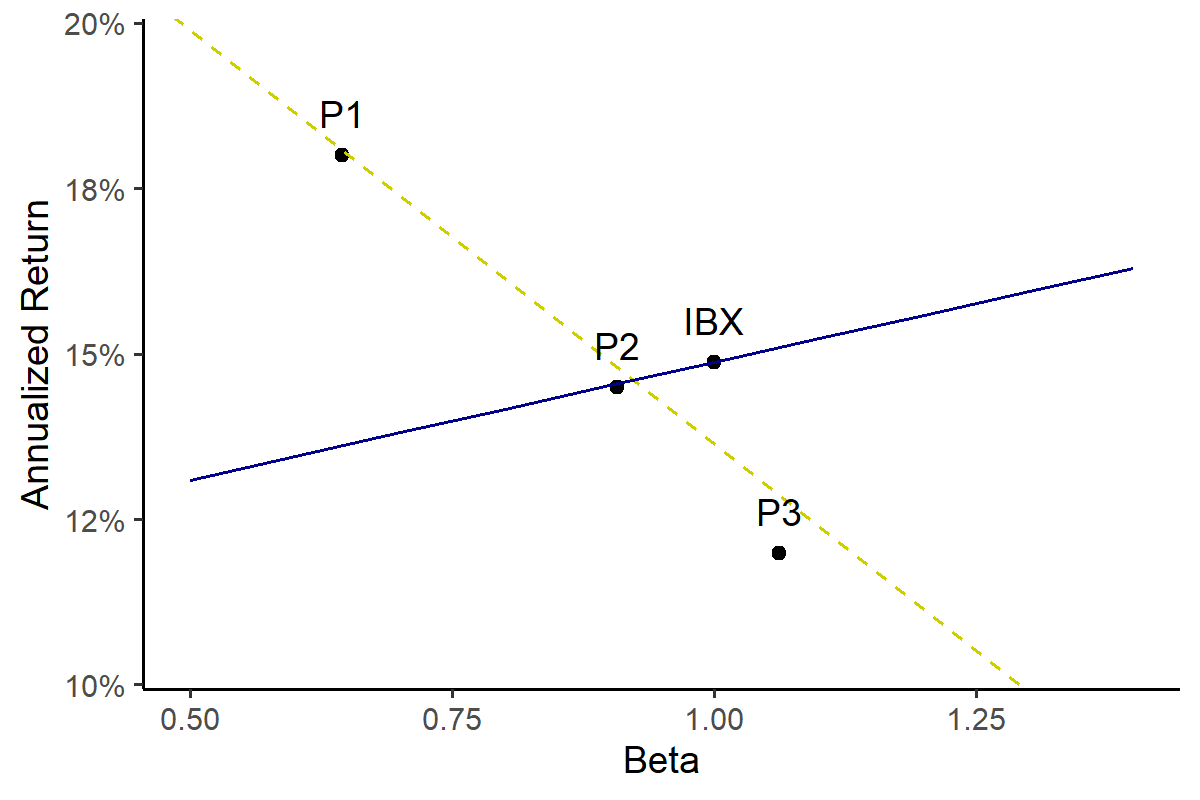 20%
18%
15%
12%
10%
Annualized Return
P1
P2
IBX
P3
0.50
0.75
1.00
1.25
Beta